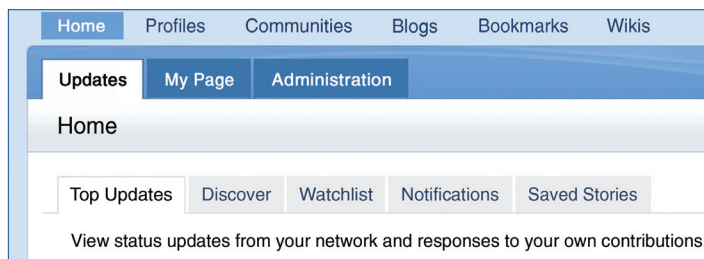 Home Profiles Communities Blogs Bookmarks Wikis
Updates My Page Administration
Home
Top Updates Discover Watchlist Notifications Saved Stories
View status updates from your network and responses to your own contributions